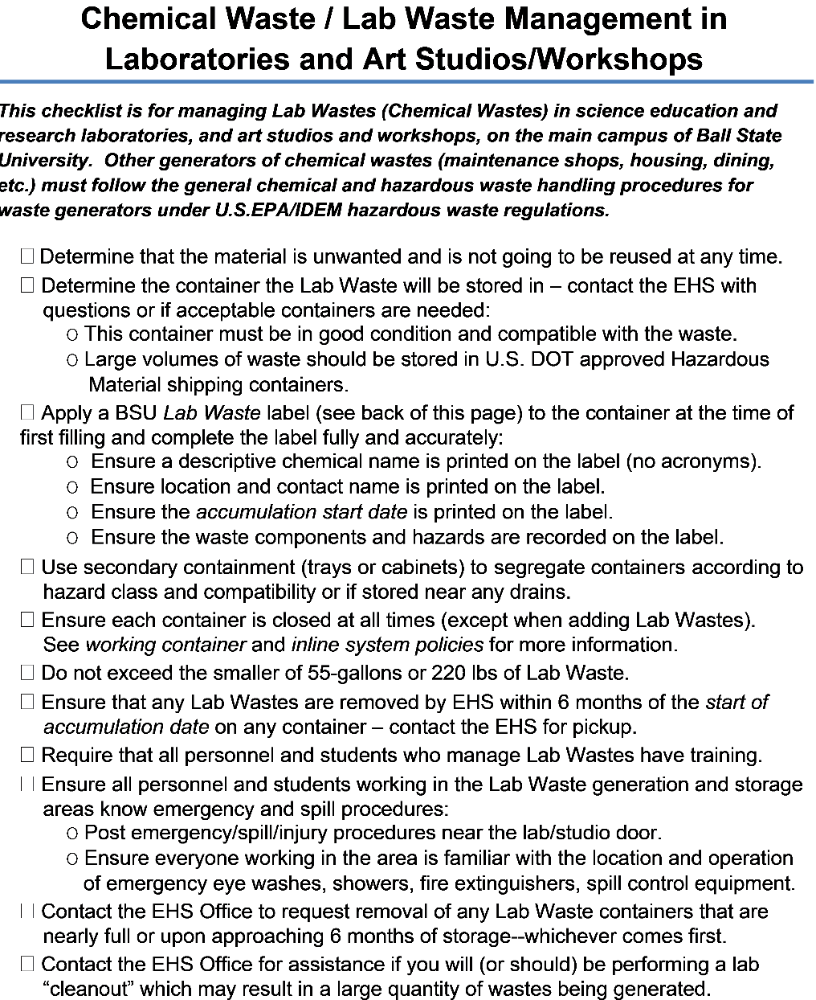 Chemical Waste / Lab Waste Management in
Laboratories and Art Studios/Workshops
This checklist is for managing Lab Wastes (Chemical Wastes) in science education and
research laboratories, and art studios and workshops, on the main campus of Ball State
University.  Other generators of chemical wastes (maintenance shops, housing, dining,
etc.) must follow the general chemical and hazardous waste handling procedures for
waste generators under U.S.EPA/IDEM hazardous waste regulations.
☐ Determine that the material is unwanted and is not going to be reused at any time.
☐ Determine the container the Lab Waste will be stored in – contact the EHS with
questions or if acceptable containers are needed:
o This container must be in good condition and compatible with the waste.
o Large volumes of waste should be stored in U.S. DOT approved Hazardous
Material shipping containers.
☐ Apply a BSU Lab Waste label (see back of this page) to the container at the time of
first filling and complete the label fully and accurately:
o Ensure a descriptive chemical name is printed on the label (no acronyms).
o Ensure location and contact name is printed on the label.
o Ensure the accumulation start date is printed on the label.
o Ensure the waste components and hazards are recorded on the label.
☐ Use secondary containment (trays or cabinets) to segregate containers according to
hazard class and compatibility or if stored near any drains.
☐ Ensure each container is closed at all times (except when adding Lab Wastes).
See working container and inline system policies for more information.
☐ Do not exceed the smaller of 55-gallons or 220 lbs of Lab Waste.
☐ Ensure that any Lab Wastes are removed by EHS within 6 months of the start of
accumulation date on any container – contact the EHS for pickup.
☐ Require that all personnel and students who manage Lab Wastes have training.
☐ Ensure all personnel and students working in the Lab Waste generation and storage
areas know emergency and spill procedures:
o Post emergency/spill/injury procedures near the lab/studio door.
o Ensure everyone working in the area is familiar with the location and operation
of emergency eye washes, showers, fire extinguishers, spill control equipment.
☐ Contact the EHS Office to request removal of any Lab Waste containers that are
nearly full or upon approaching 6 months of storage--whichever comes first.
☐ Contact the EHS Office for assistance if you will (or should) be performing a lab
“cleanout” which may result in a large quantity of wastes being generated.